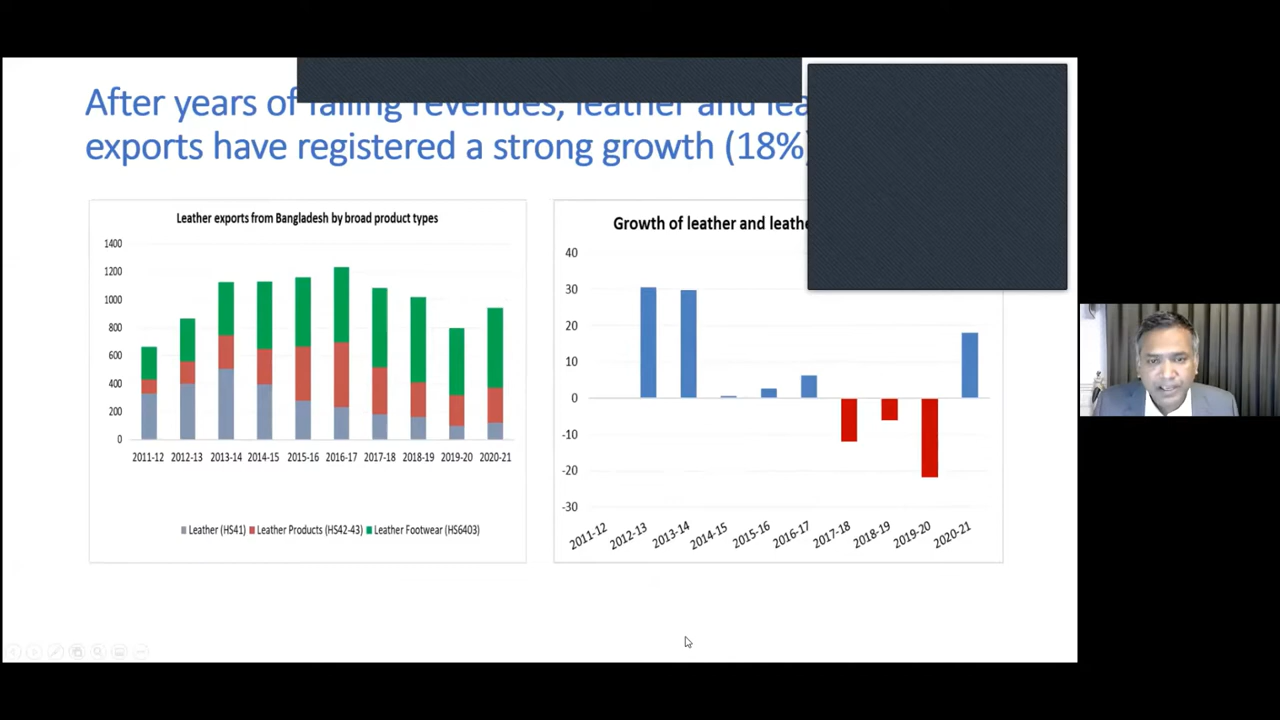 After years of falling revenues, leather and
exports have registered a strong growth (18%)
Leather exports from Bangladesh by broad product types
1400
1200
1000
800
600
400
200
0
2011-12 2012-13 2013-14 2014-15 2015-16 2016-17 2017-18 2018-19 2019-20 2020-21
Leather (HS41) Leather Products (HS42-43) Leather Footwear (HS6403)
Growth of leather and
40
30
20
10
0
-10
-20
-30
2011-12 2012-13 2013-14 2014-15 2015-16 2016-17 2017-18 2018-19 2019-20 2020-21